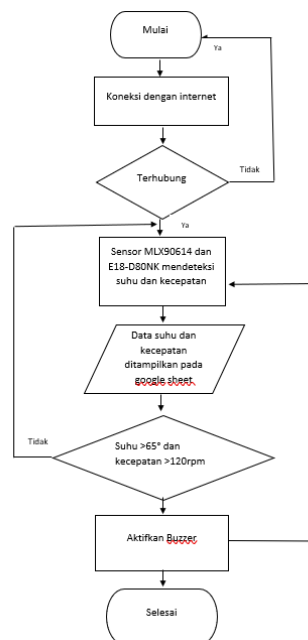 Mulai
Ya
Koneksi dengan internet
Terhubung
Tidak
Ya
Sensor MLX90614 dan
E18-D80NK mendeteksi
suhu dan kecepatan
Data suhu dan
kecepatan
ditampilkan pada
google sheet
Tidak
Suhu >65° dan
kecepatan >120rpm
Aktifkan Buzzer
Selesai